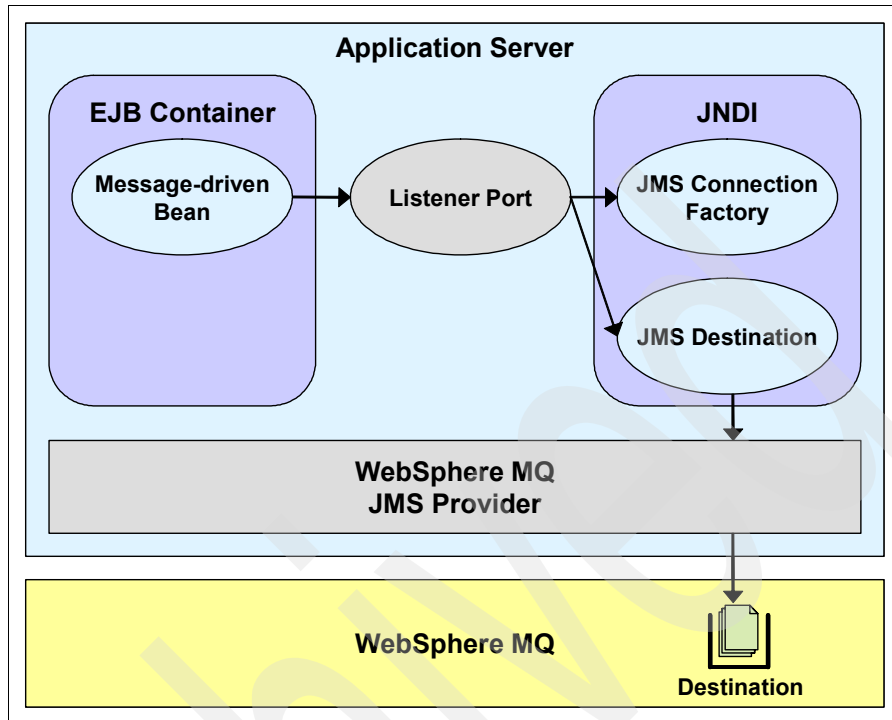 Application Server
EJB Container
JNDI
Message-driven
Bean
Listener Port
JMS Connection
Factory
JMS Destination
WebSphere MQ
JMS Provider
WebSphere MQ
Destination